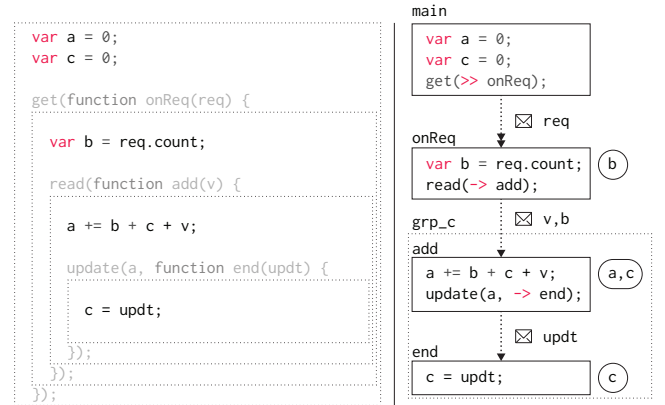 var a = 0;
var c = 0;
get(function onReq(req) {
var b = req.count;
read(function add(v) {
a += b + c + v;
update(a, function end(updt) {
c = updt;
});
});
});
main
var a = 0;
var c = 0;
get(>> onReq);
req
onReq
var b = req.count;
read(-> add);
b
v,b
grp_c
add
a += b + c + v;
update(a, -> end);
a,c
updt
end
c = updt;
c